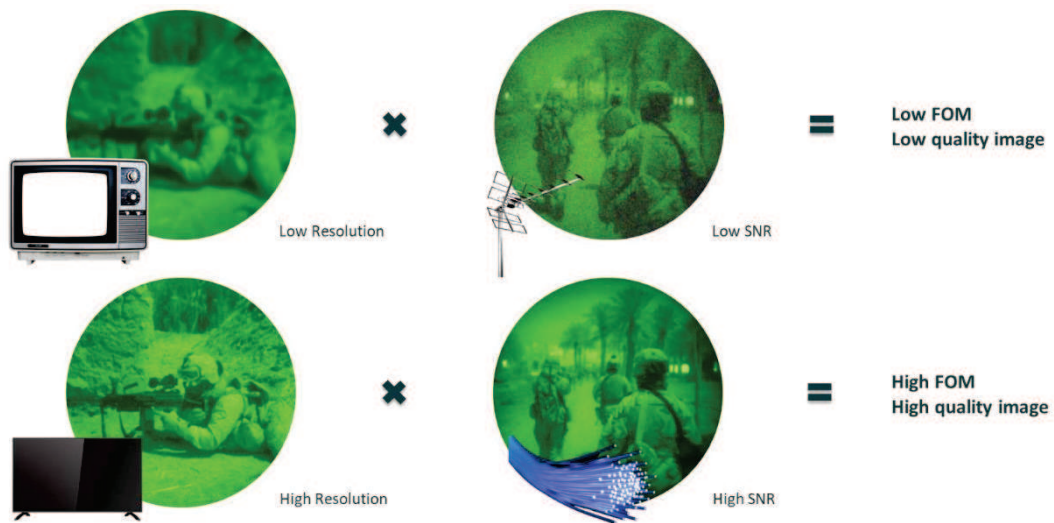 Low Resolution
Low SNR
Low FOM
Low quality image
High Resolution
High SNR
High FOM
High quality image